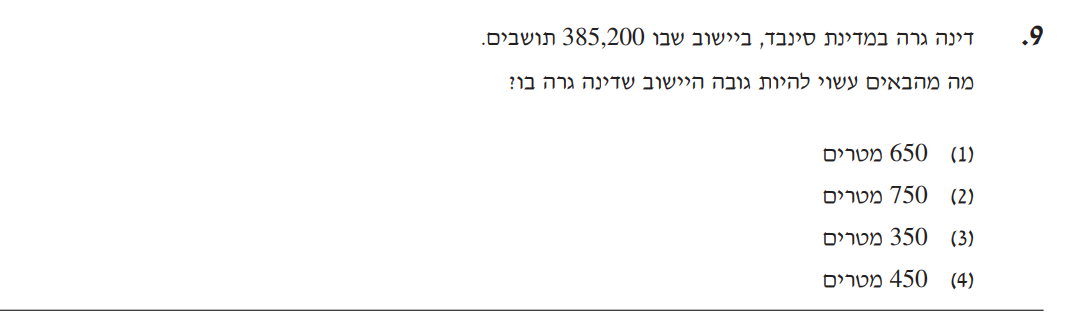 9. דינה גרה במדינת סינבד, ביישוב שבו 385,200 תושבים.
מה מהבאים עשוי להיות גובה היישוב שדינה גרה בו?
(1) 650 מטרים
(2) 750 מטרים
(3) 350 מטרים
(4) 450 מטרים